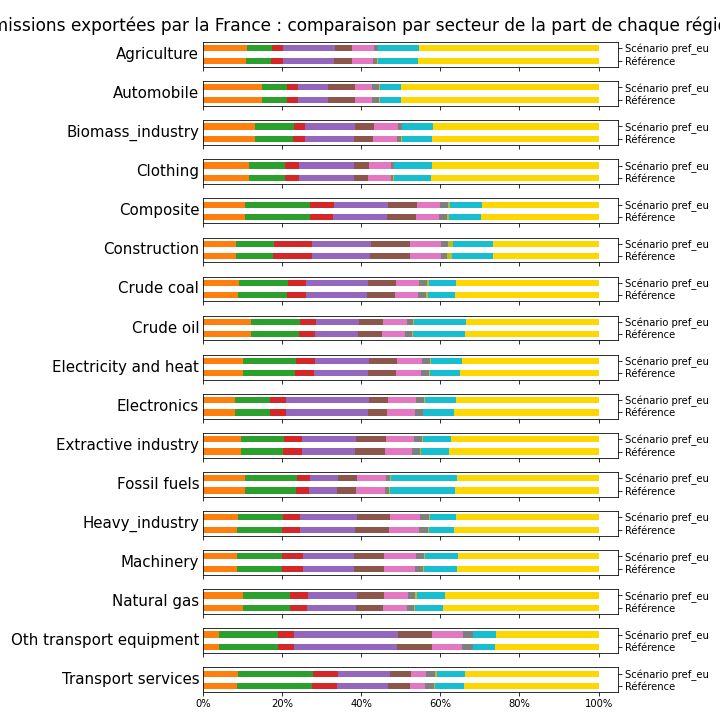 missions exportées par la France : comparaison par secteur de la part de chaque régi
Agriculture
Scénario pref_eu
Référence
Automobile
Scénario pref_eu
Référence
Biomass_industry
Scénario pref_eu
Référence
Clothing
Scénario pref_eu
Référence
Composite
Scénario pref_eu
Référence
Construction
Scénario pref_eu
Référence
Crude coal
Scénario pref_eu
Référence
Crude oil
Scénario pref_eu
Référence
Electricity and heat
Scénario pref_eu
Référence
Electronics
Scénario pref_eu
Référence
Extractive industry
Scénario pref_eu
Référence
Fossil fuels
Scénario pref_eu
Référence
Heavy_industry
Scénario pref_eu
Référence
Machinery
Scénario pref_eu
Référence
Natural gas
Scénario pref_eu
Référence
Oth transport equipment
Scénario pref_eu
Référence
Transport services
Scénario pref_eu
Référence
0% 20% 40% 60% 80% 100%